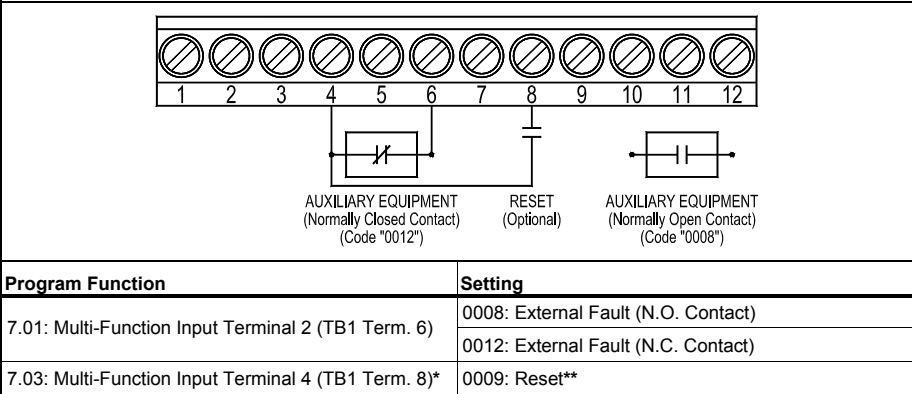 1 2 3 4 5 6 7 8 9 10 11 12
AUXILIARY EQUIPMENT
(Normally Closed Contact)
(Code "0012")
RESET
(Optional)
AUXILIARY EQUIPMENT
(Normally Open Contact)
(Code "0008")
Program Function Setting
7.01: Multi-Function Input Terminal 2 (TB1 Term. 6)
0008: External Fault (N.O. Contact)
0012: External Fault (N.C. Contact)
7.03: Multi-Function Input Terminal 4 (TB1 Term. 8)* 0009: Reset**